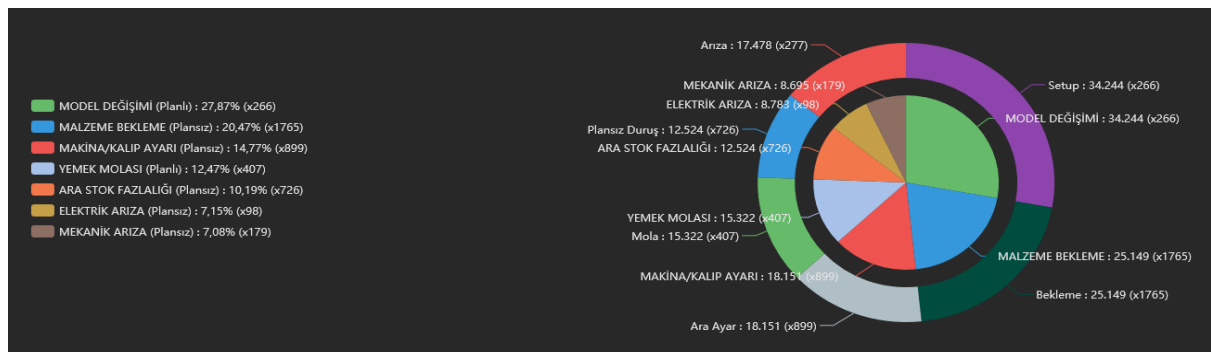 MODEL DEĞİŞİMİ (Planlı) : 27,87% (x266)
MALZEME BEKLEME (Plansız) : 20,47% (x1765)
MAKİNA/KALIP AYARI (Plansız) : 14,77% (x899)
YEMEK MOLASI (Planlı) : 12,47% (x407)
ARA STOK FAZLALIĞI (Plansız) : 10,19% (x726)
ELEKTRİK ARIZA (Plansız) : 7,15% (x98)
MEKANİK ARIZA (Plansız) : 7,08% (x179)
Arıza : 17.478 (x277)
MEKANİK ARIZA : 8.695 (x179)
ELEKTRİK ARIZA : 8.783 (x98)
Plansız Duruş : 12.524 (x726)
ARA STOK FAZLALIĞI : 12.524 (x726)
YEMEK MOLASI : 15.322 (x407)
Mola : 15.322 (x407)
MAKİNA/KALIP AYARI : 18.151 (x899)
Ara Ayar : 18.151 (x899)
Setup : 34.244 (x266)
MODEL DEĞİŞİMİ : 34.244 (x266)
MALZEME BEKLEME : 25.149 (x1765)
Bekleme : 25.149 (x1765)